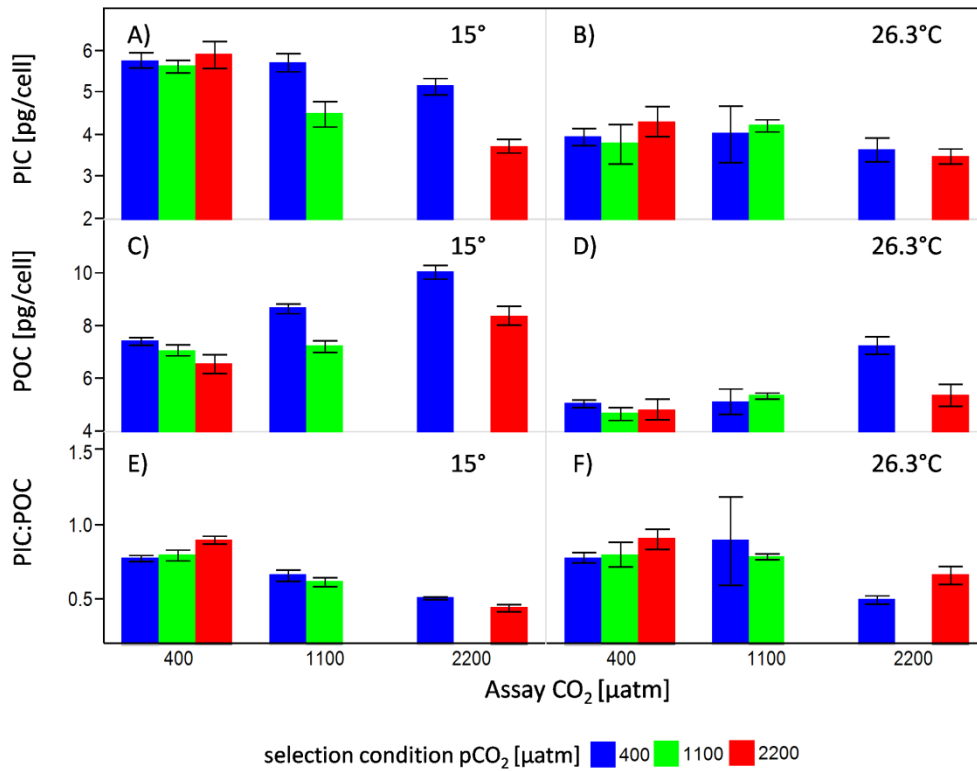 A) 15° B) 26.3°C
PIC [pg/cell]
6
5
4
3
2
C) 15° D) 26.3°C
POC [pg/cell]
10
8
6
4
E) 15° F) 26.3°C
PIC:POC
1.5
1.0
0.5
400 1100 2200 400 1100 2200
Assay CO₂ [µatm]
selection condition pCO₂ [µatm] 400 1100 2200